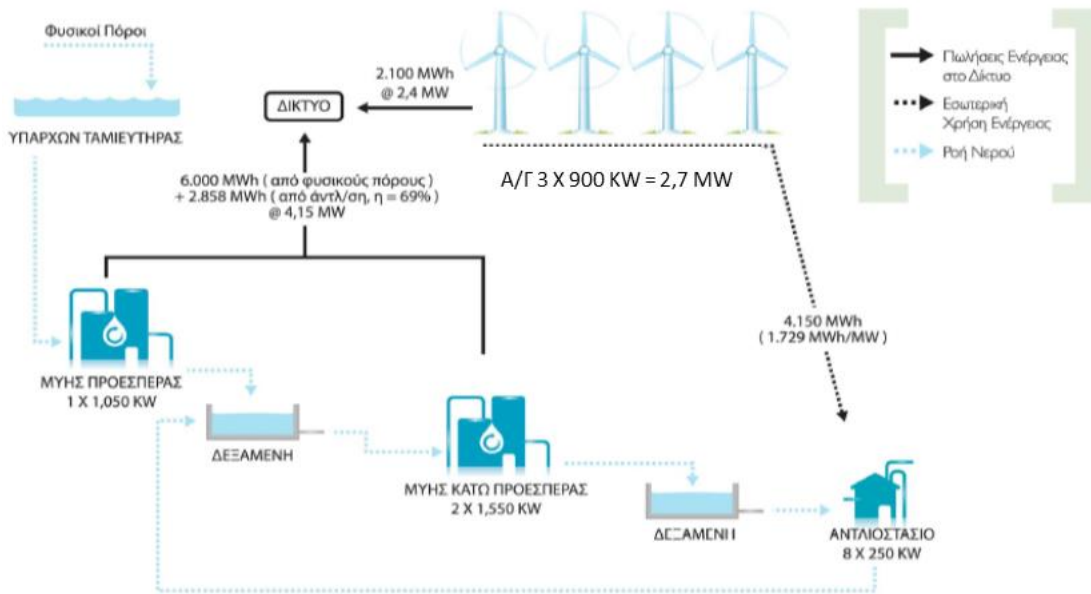 Φυσικοί Πόροι
ΥΠΑΡΧΩΝ ΤΑΜΙΕΥΤΗΡΑΣ
2.100 MWh
@ 2,4 MW
ΔΙΚΤΥΟ
6.000 MWh ( από φυσικούς πόρους )
+ 2.858 MWh ( από άντλ/ση, η = 69% )
@ 4,15 MW
Α/Γ 3 Χ 900 KW = 2,7 MW
Πωλήσεις Ενέργειας
στο Δίκτυο
Εσωτερική
Χρήση Ενέργειας
Ροή Νερού
4.150 MWh
( 1.729 MWh/MW )
ΜΥΗΣ ΠΡΟΕΣΠΕΡΑΣ
1 X 1,050 KW
ΔΕΞΑΜΕΝΗ
ΜΥΗΣ ΚΑΤΩ ΠΡΟΕΣΠΕΡΑΣ
2 X 1,550 KW
ΔΕΞΑΜΕΝΗ
ΑΝΤΛΙΟΣΤΑΣΙΟ
8 X 250 KW